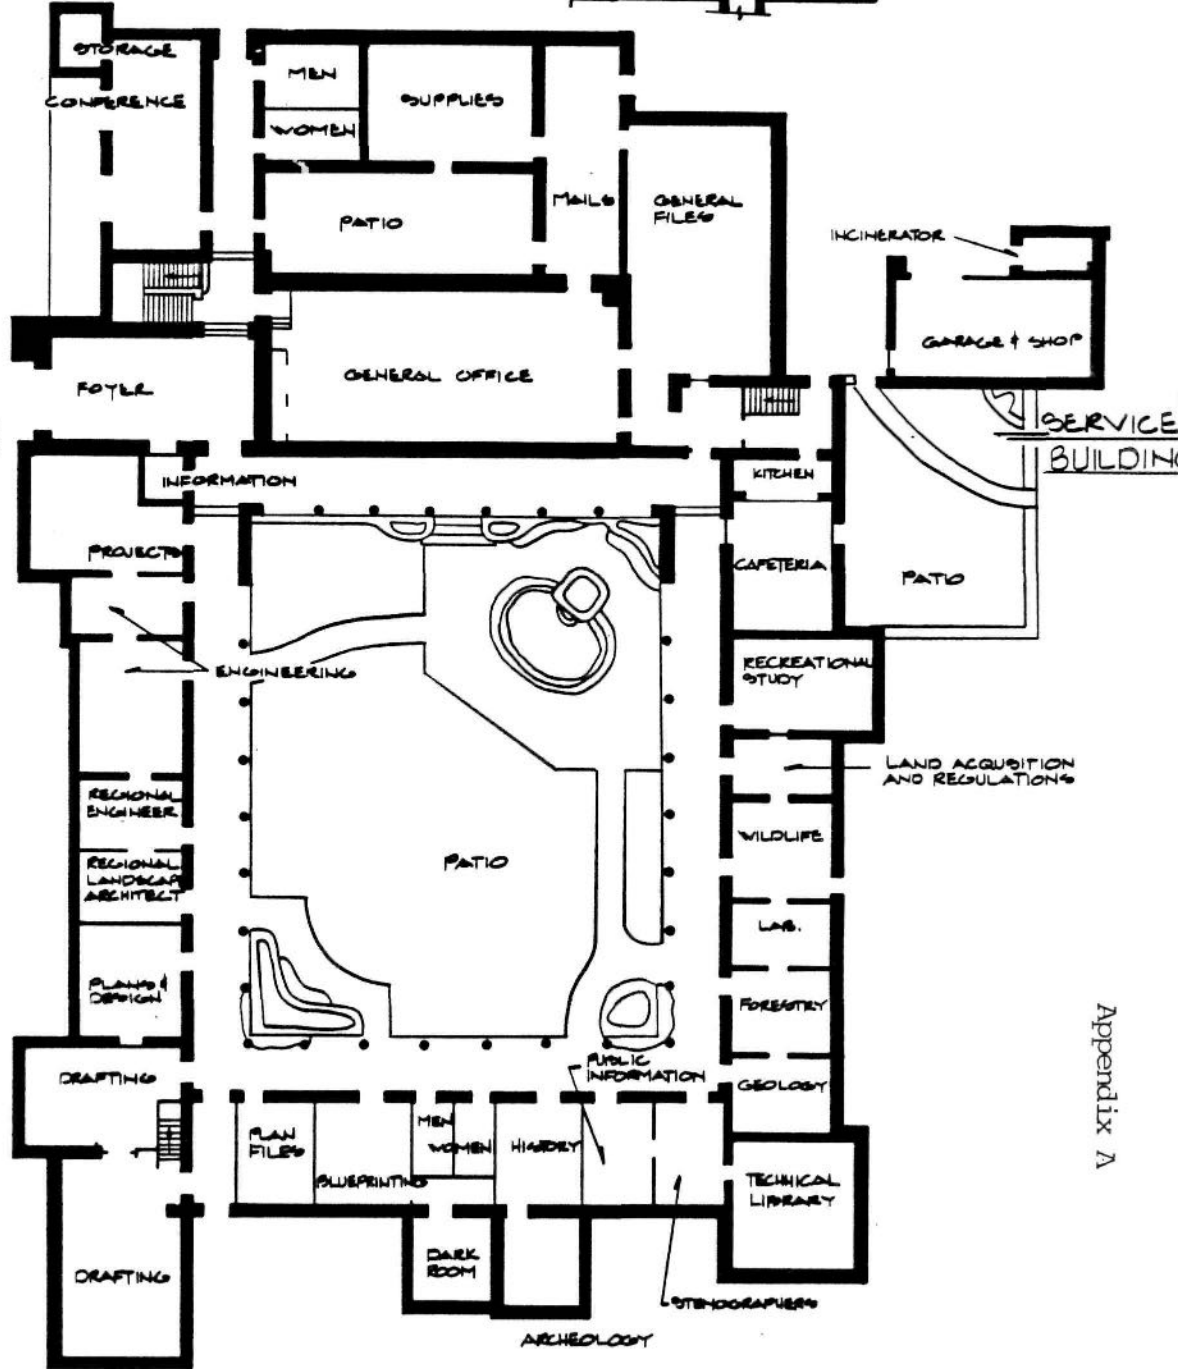 STORAGE
CONFERENCE
MEN
WOMEN
SUPPLIES
MAILS
GENERAL
FILES
PATIO
INCINERATOR
GARAGE & SHOP
SERVICE
BUILDING
FOYER
GENERAL OFFICE
INFORMATION
KITCHEN
PROJECTS
CAFETERIA
PATIO
ENGINEERING
RECREATIONAL
STUDY
LAND ACQUSITION
AND REGULATIONS
REGIONAL
ENGINEER
WILDLIFE
REGIONAL
LANDSCAPE
ARCHITECT
PATIO
LAB.
PLANS &
DESIGN
FORESTRY
DRAFTING
PUBLIC
INFORMATION
GEOLOGY
PLAN
FILES
BLUEPRINTING
MEN
WOMEN
HISTORY
TECHNICAL
LIBRARY
DRAFTING
DARK
ROOM
STENOGRAPHERS
ARCHEOLOGY
Appendix A